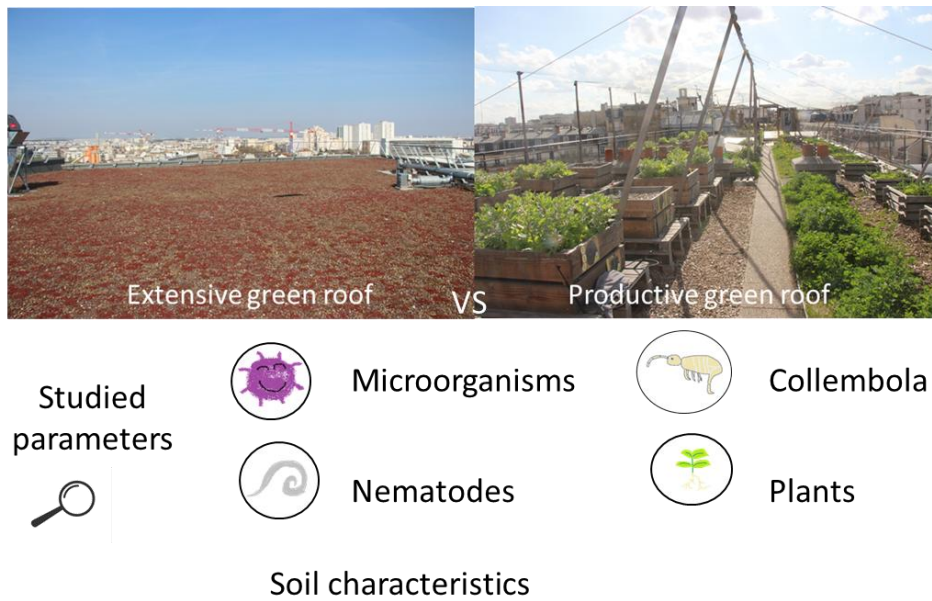 Extensive green roof
VS
Productive green roof
Studied
parameters
Microorganisms
Collembola
Nematodes
Plants
Soil characteristics